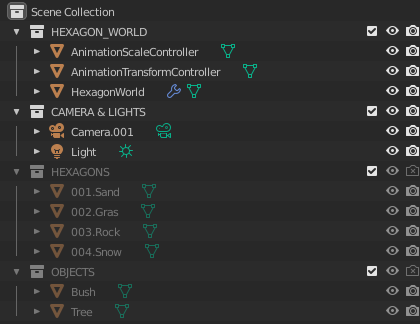 Scene Collection
HEXAGON_WORLD
AnimationScaleController
AnimationTransformController
HexagonWorld
CAMERA & LIGHTS
Camera.001
Light
HEXAGONS
001.Sand
002.Gras
003.Rock
004.Snow
OBJECTS
Bush
Tree